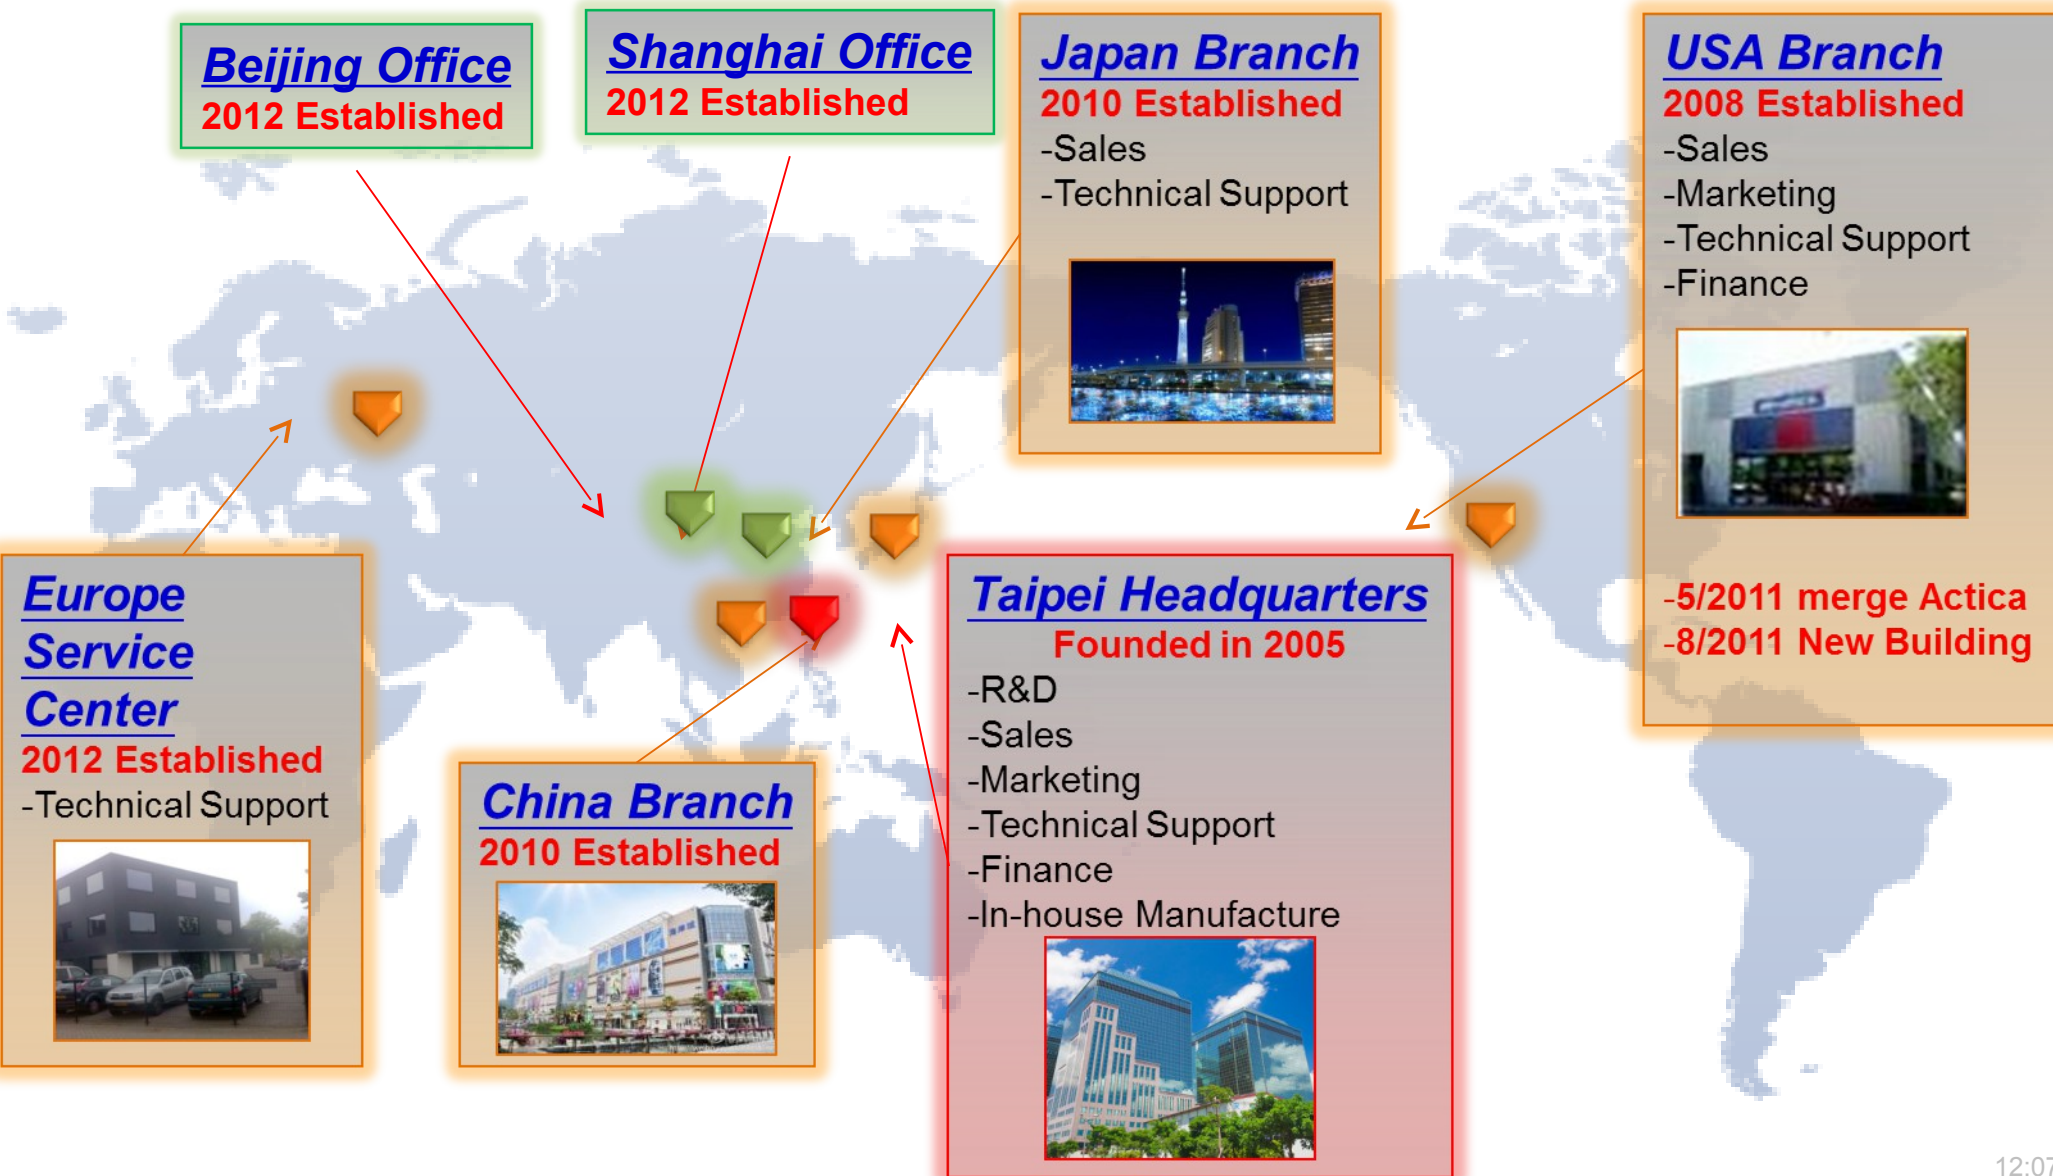 Beijing Office
2012 Established
Shanghai Office
2012 Established
Japan Branch
2010 Established
-Sales
-Technical Support
USA Branch
2008 Established
-Sales
-Marketing
-Technical Support
-Finance
-5/2011 merge Actica
-8/2011 New Building
Europe
Service
Center
2012 Established
-Technical Support
China Branch
2010 Established
Taipei Headquarters
Founded in 2005
-R&D
-Sales
-Marketing
-Technical Support
-Finance
-In-house Manufacture
12:07